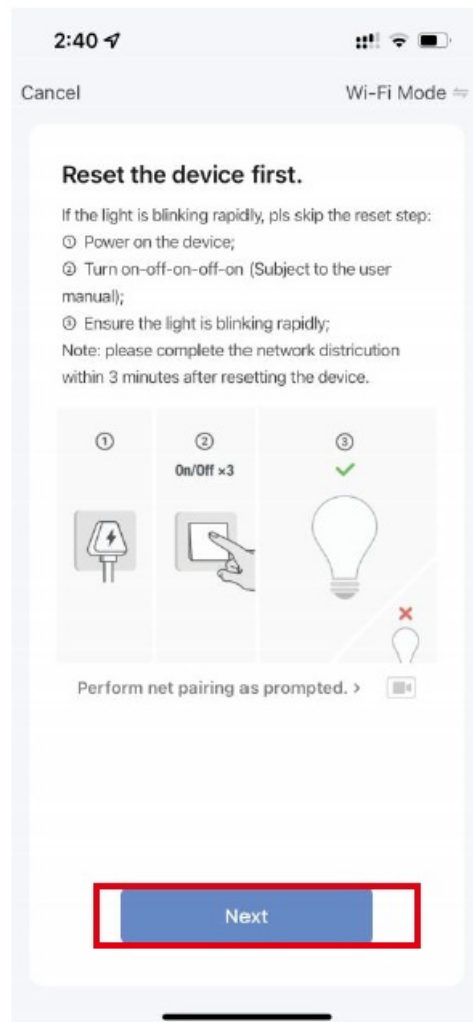 2:40
Cancel
Wi-Fi Mode
Reset the device first.
If the light is blinking rapidly, pls skip the reset step:
① Power on the device;
② Turn on-off-on-off-on (Subject to the user
manual);
③ Ensure the light is blinking rapidly;
Note: please complete the network districution
within 3 minutes after resetting the device.
① ② ③
On/Off ×3
Perform net pairing as prompted. >
Next